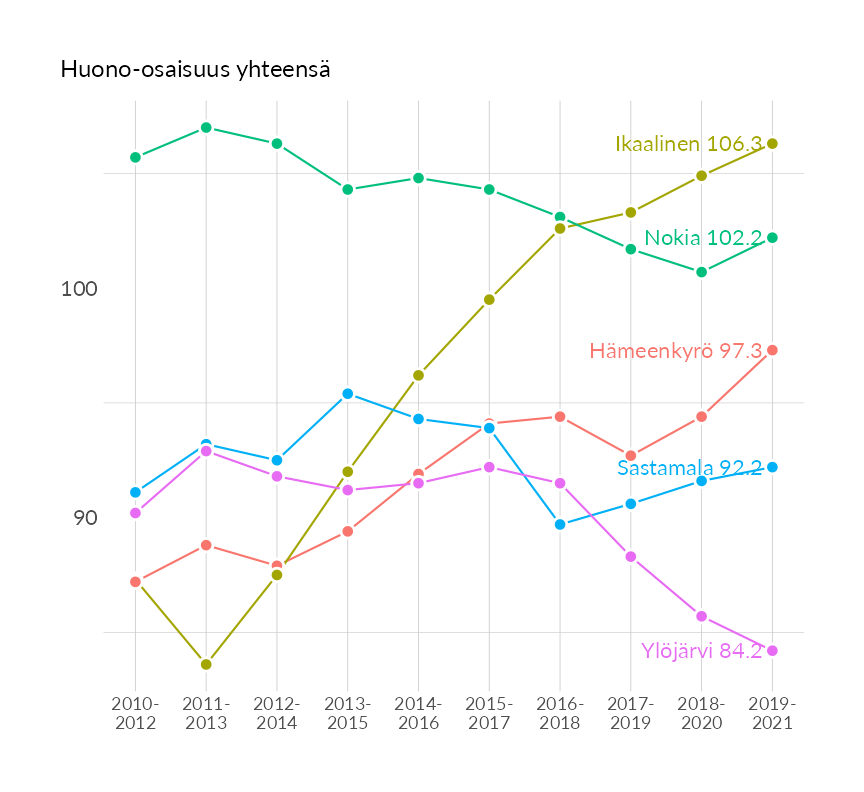 Huono-osaisuus yhteensä
Ikaalinen 106.3
Nokia 102.2
100
Hämeenkyrö 97.3
Sastamala 92.2
90
Ylöjärvi 84.2
2010- 2011- 2012- 2013- 2014- 2015- 2016- 2017- 2018- 2019-
2012 2013 2014 2015 2016 2017 2018 2019 2020 2021